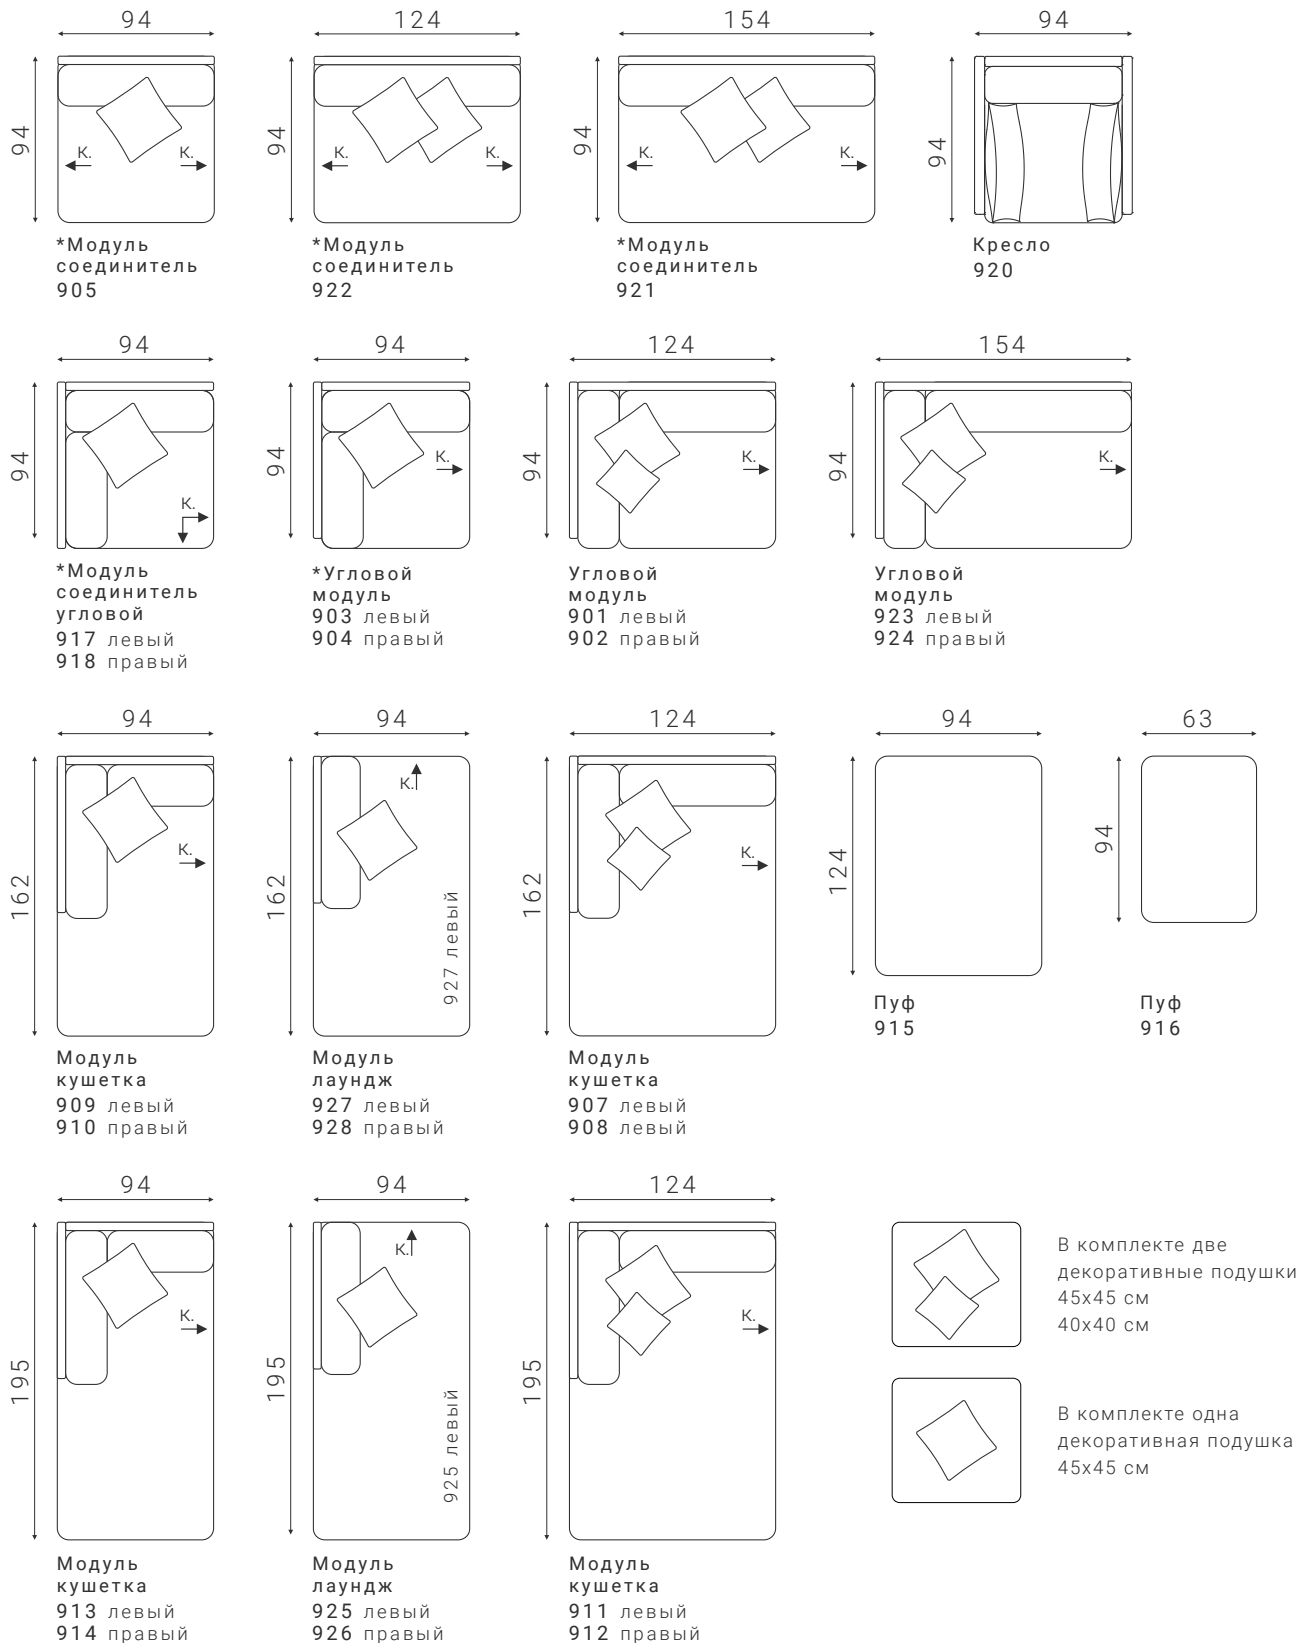 94
124
154
94
94
К.
К.
94
К.
К.
94
К.
К.
94
*Модуль
соединитель
905
*Модуль
соединитель
922
*Модуль
соединитель
921
Кресло
920
94
94
124
154
94
К.
94
К.
94
К.
94
К.
*Модуль
соединитель
угловой
917 левый
918 правый
*Угловой
модуль
903 левый
904 правый
Угловой
модуль
901 левый
902 правый
Угловой
модуль
923 левый
924 правый
94
94
124
94
63
162
К.
162
К.
927 левый
162
К.
124
94
Модуль
кушетка
909 левый
910 правый
Модуль
лаундж
927 левый
928 правый
Модуль
кушетка
907 левый
908 левый
Пуф
915
Пуф
916
94
94
124
195
К.
195
К.
925 левый
195
К.
Модуль
кушетка
913 левый
914 правый
Модуль
лаундж
925 левый
926 правый
Модуль
кушетка
911 левый
912 правый
В комплекте две
декоративные подушки
45х45 см
40х40 см
В комплекте одна
декоративная подушка
45х45 см